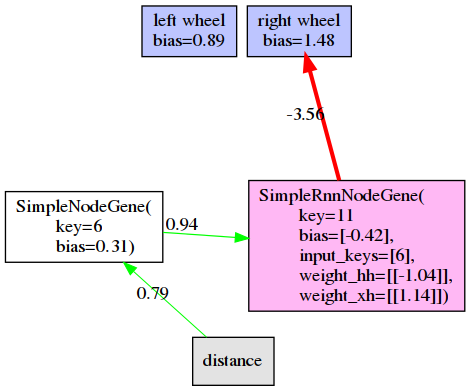 left wheel
bias=0.89
right wheel
bias=1.48
-3.56
SimpleNodeGene(
key=6
bias=0.31)
0.94
SimpleRnnNodeGene(
key=11
bias=[-0.42],
input_keys=[6],
weight_hh=[[-1.04]],
weight_xh=[[1.14]])
0.79
distance